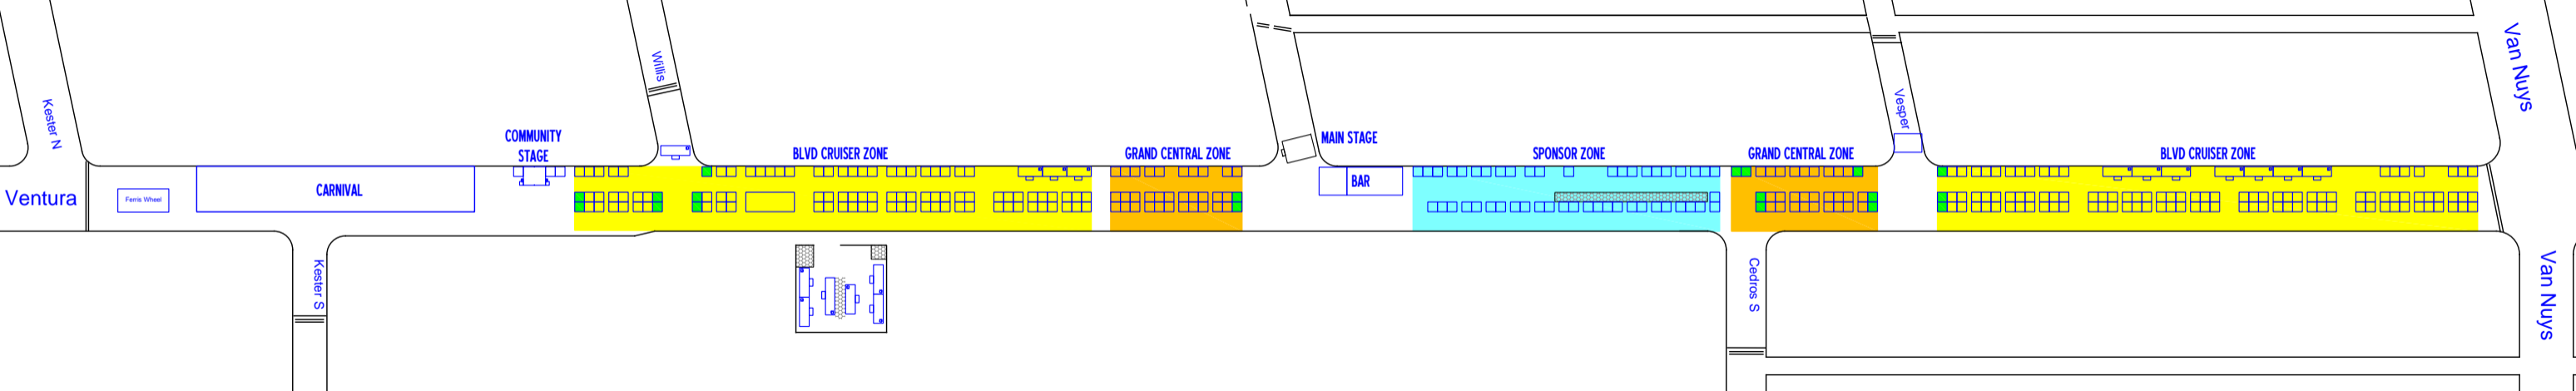 Kester N
Ventura
Ferris Wheel
CARNIVAL
Kester S
COMMUNITY
STAGE
Willis
BLVD CRUISER ZONE
GRAND CENTRAL ZONE
MAIN STAGE
BAR
SPONSOR ZONE
GRAND CENTRAL ZONE
Cedros S
Vesper
BLVD CRUISER ZONE
Van Nuys
Van Nuys